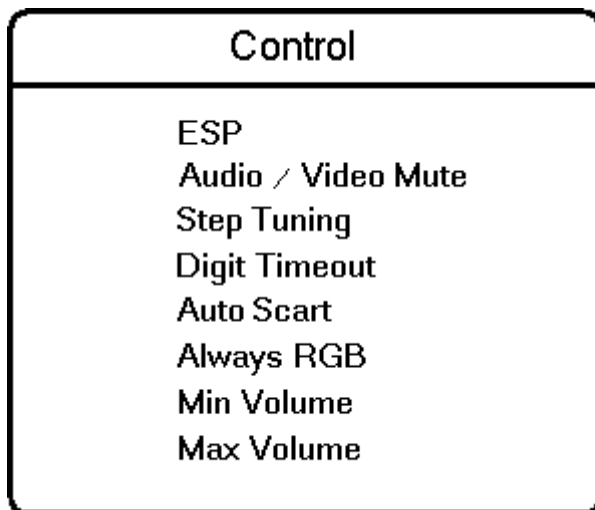 Control
ESP
Audio / Video Mute
Step Tuning
Digit Timeout
Auto Scart
Always RGB
Min Volume
Max Volume